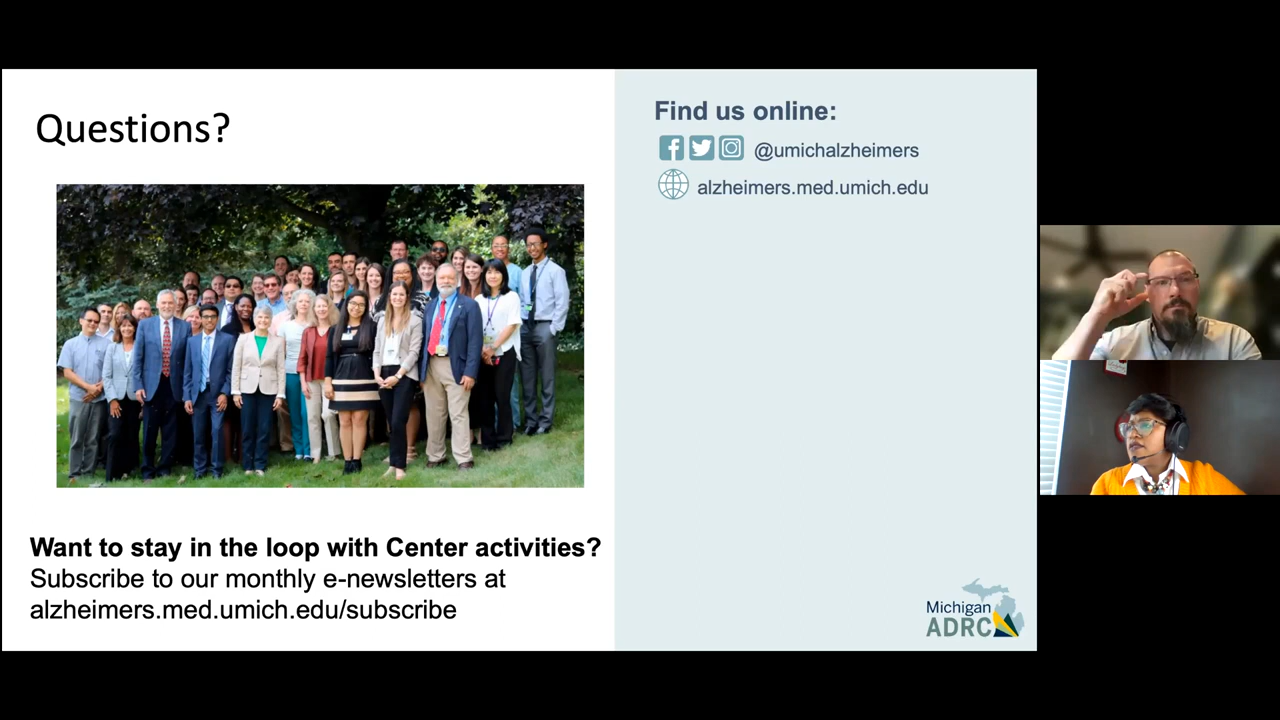 Questions?
Want to stay in the loop with Center activities?
Subscribe to our monthly e-newsletters at
alzheimers.med.umich.edu/subscribe
Find us online:
@umichalzheimers
alzheimers.med.umich.edu
Michigan
ADRC